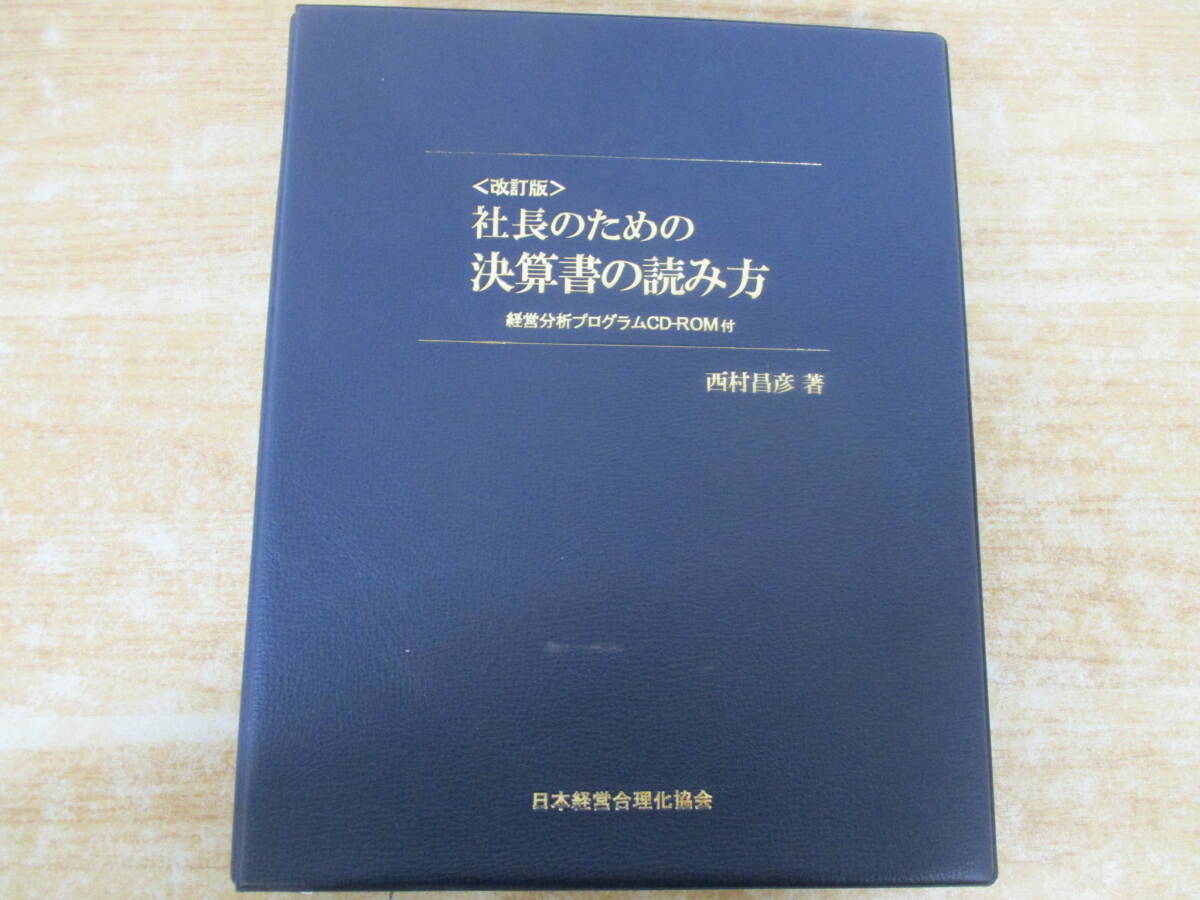 <改訂版>
社長のための
決算書の読み方
経営分析プログラムCD-ROM付
西村昌彦 著
日本経営合理化協会